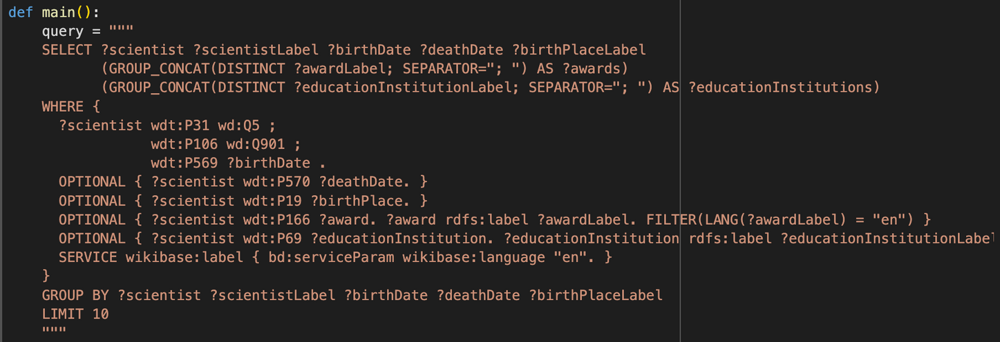 def main():
    query = """
    SELECT ?scientist ?scientistLabel ?birthDate ?deathDate ?birthPlaceLabel
           (GROUP_CONCAT(DISTINCT ?awardLabel; SEPARATOR="; ") AS ?awards)
           (GROUP_CONCAT(DISTINCT ?educationInstitutionLabel; SEPARATOR="; ") AS ?educationInstitutions)
    WHERE {
      ?scientist wdt:P31 wd:Q5 ;
                 wdt:P106 wd:Q901 ;
                 wdt:P569 ?birthDate .
      OPTIONAL { ?scientist wdt:P570 ?deathDate. }
      OPTIONAL { ?scientist wdt:P19 ?birthPlace. }
      OPTIONAL { ?scientist wdt:P166 ?award. ?award rdfs:label ?awardLabel. FILTER(LANG(?awardLabel) = "en") }
      OPTIONAL { ?scientist wdt:P69 ?educationInstitution. ?educationInstitution rdfs:label ?educationInstitutionLabel
      SERVICE wikibase:label { bd:serviceParam wikibase:language "en". }
    }
    GROUP BY ?scientist ?scientistLabel ?birthDate ?deathDate ?birthPlaceLabel
    LIMIT 10
    """